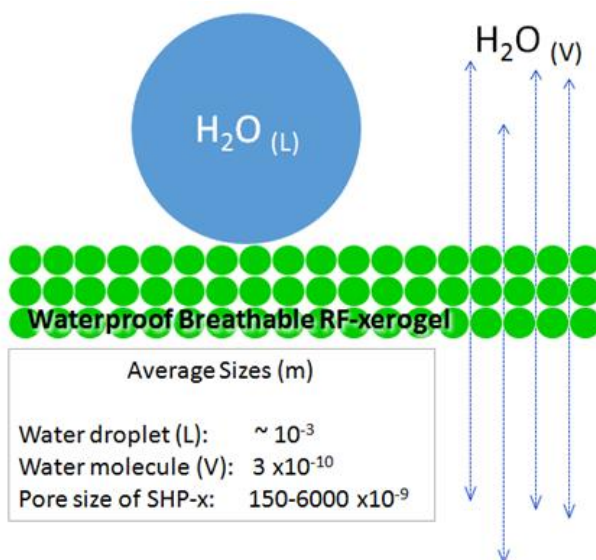 H₂O (V)
H₂O (L)
Waterproof Breathable RF-xerogel
Average Sizes (m)
Water droplet (L): ~ 10⁻³
Water molecule (V): 3 x10⁻¹⁰
Pore size of SHP-x: 150-6000 x10⁻⁹